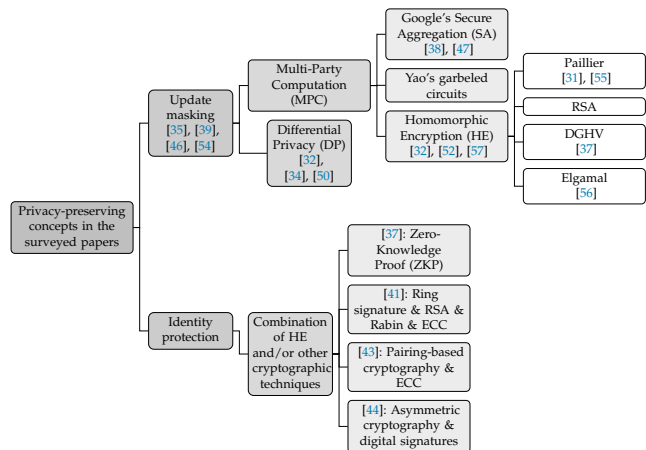 Privacy-preserving
concepts in the
surveyed papers
Update
masking
[35], [39],
[46], [54]
Multi-Party
Computation
(MPC)
Google's Secure
Aggregation (SA)
[38], [47]
Yao's garbeled
circuits
Homomorphic
Encryption (HE)
[32], [52], [57]
Paillier
[31], [55]
RSA
DGHV
[37]
Elgamal
[56]
Differential
Privacy (DP)
[32],
[34], [50]
Identity
protection
Combination
of HE
and/or other
cryptographic
techniques
[37]: Zero-
Knowledge
Proof (ZKP)
[41]: Ring
signature & RSA &
Rabin & ECC
[43]: Pairing-based
cryptography &
ECC
[44]: Asymmetric
cryptography &
digital signatures